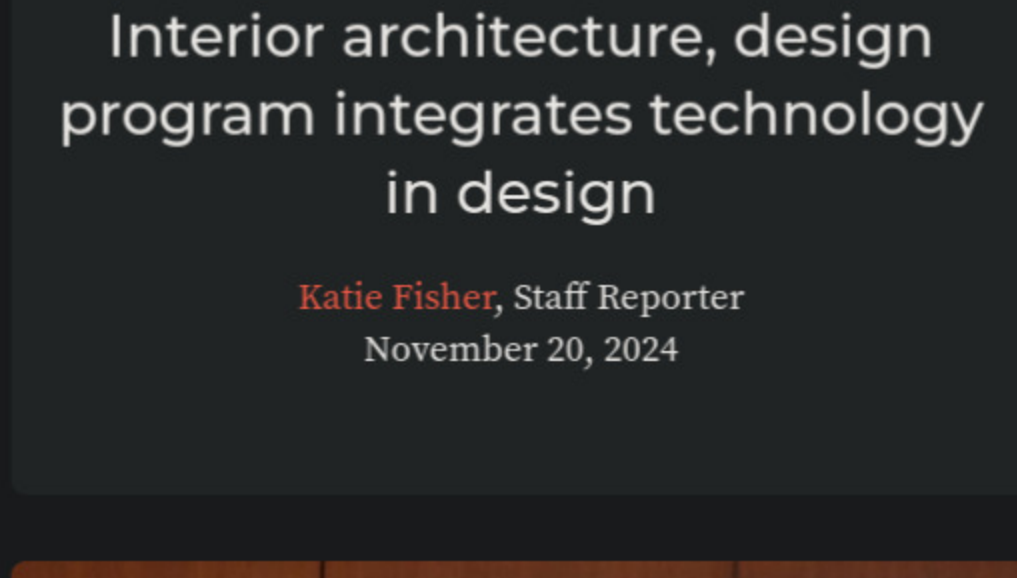 Interior architecture, design
program integrates technology
in design
Katie Fisher, Staff Reporter
November 20, 2024